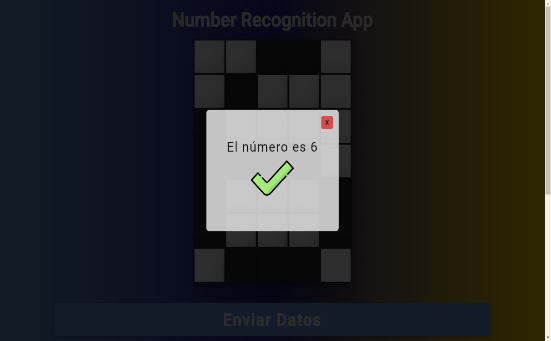 Number Recognition App
x
El número es 6
Enviar Datos